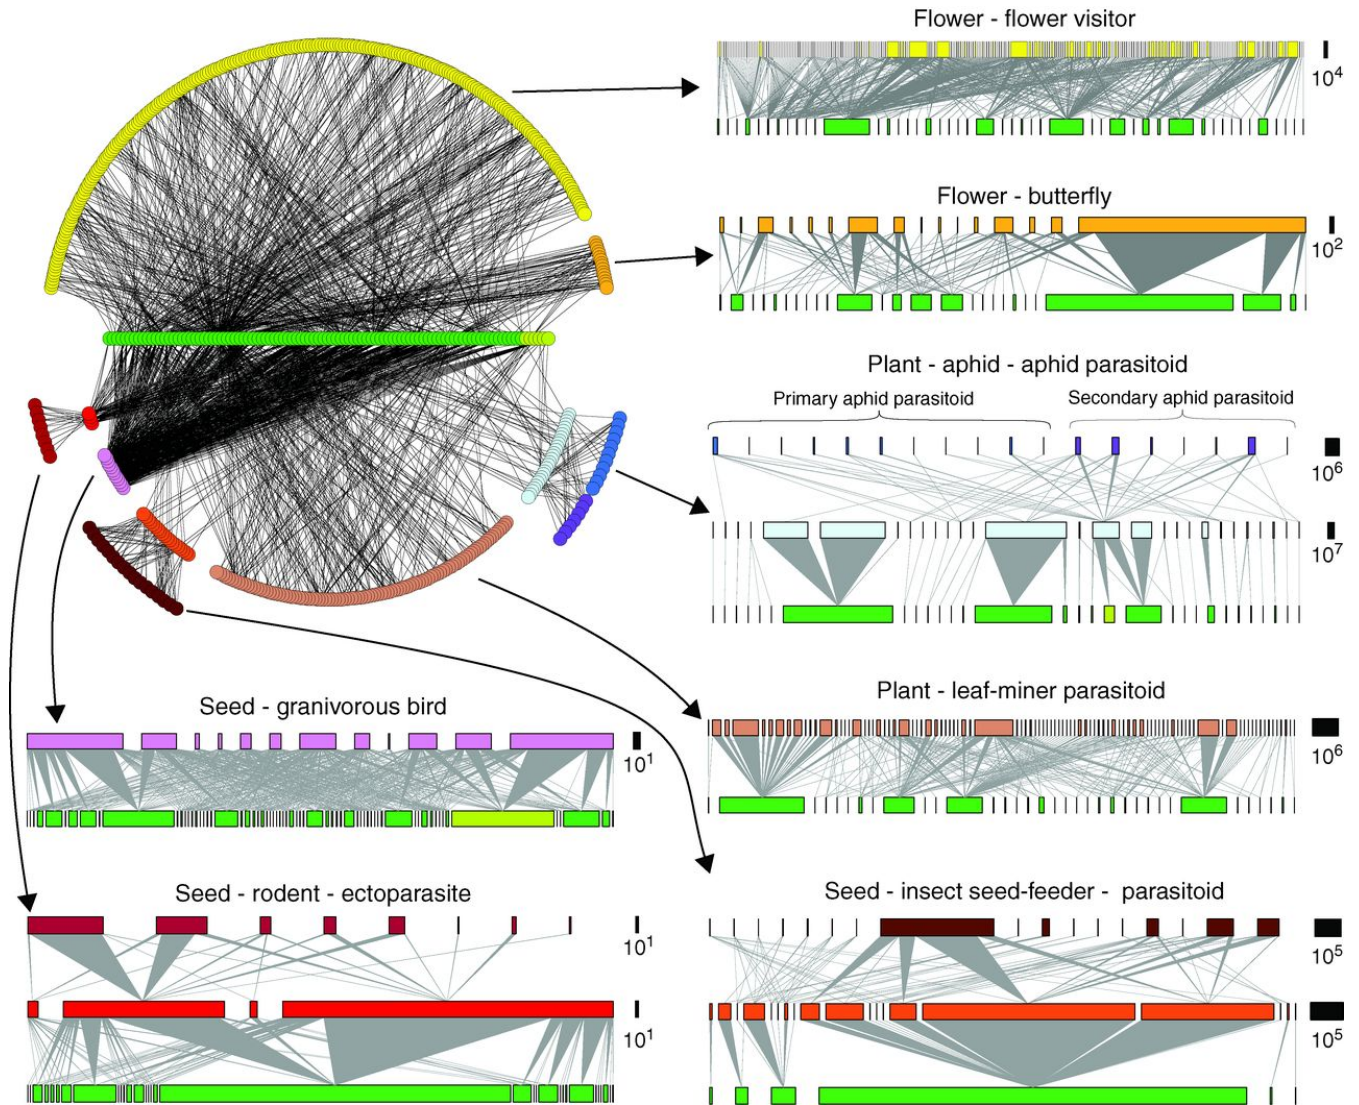 Flower - flower visitor
10⁴
Flower - butterfly
10²
Plant - aphid - aphid parasitoid
Primary aphid parasitoid
Secondary aphid parasitoid
10⁶
10⁷
Plant - leaf-miner parasitoid
10⁶
Seed - granivorous bird
10¹
Seed - rodent - ectoparasite
10¹
10¹
Seed - insect seed-feeder - parasitoid
10⁵
10⁵